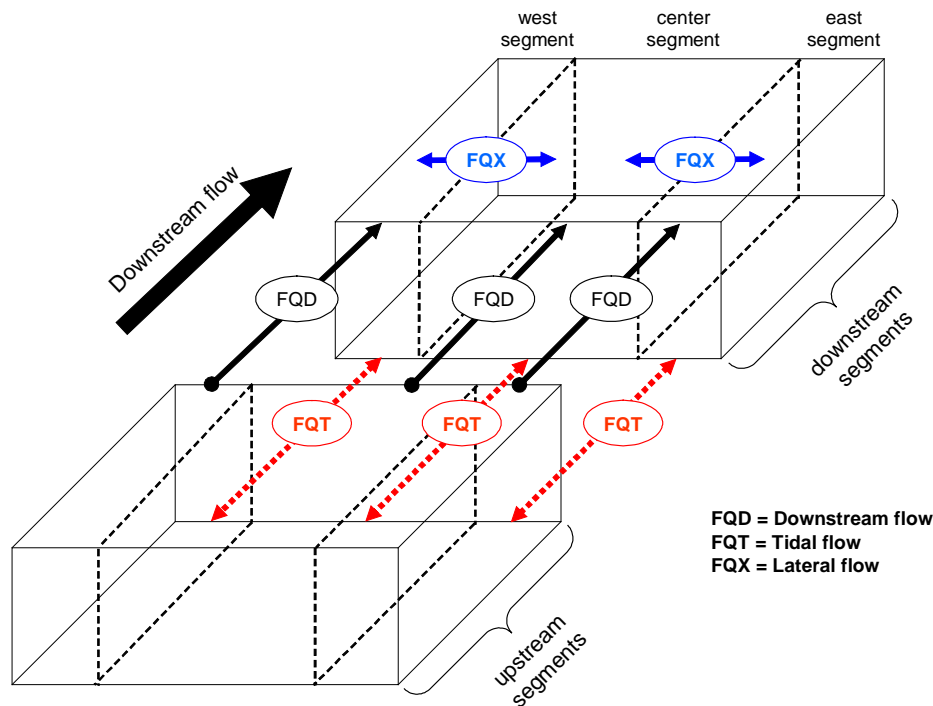 west
segment
center
segment
east
segment
FQX
FQX
Downstream flow
FQD
FQD
FQD
downstream
segments
FQT
FQT
FQT
FQD = Downstream flow
FQT = Tidal flow
FQX = Lateral flow
upstream
segments